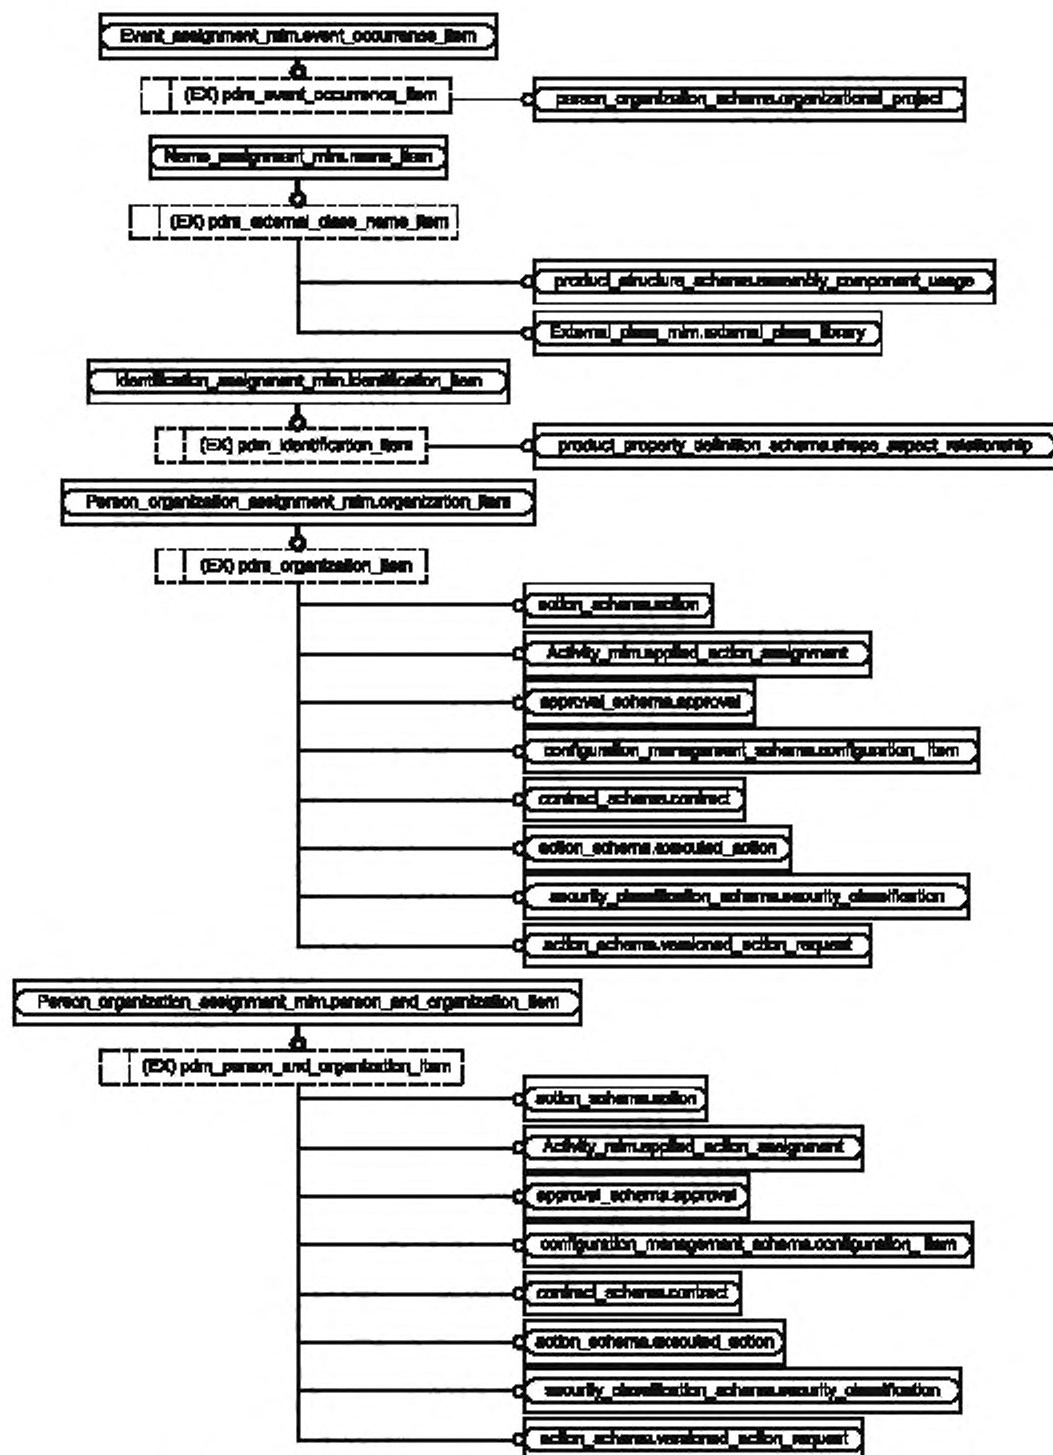 Event_assignment_mim.event_occurrence_item
(EX) pdm_event_occurrence_item
person_organization_schema.organizational_project
Name_assignment_mim.name_item
(EX) pdm_external_class_name_item
product_structure_schema.assembly_component_usage
External_class_mim.external_class_library
Identification_assignment_mim.identification_item
(EX) pdm_identification_item
product_property_definition_schema.shape_aspect_relationship
Person_organization_assignment_mim.organization_item
(EX) pdm_organization_item
action_schema.action
Activity_mim.applied_action_assignment
approval_schema.approval
configuration_management_schema.configuration_item
contract_schema.contract
action_schema.executed_action
security_classification_schema.security_classification
action_schema.versioned_action_request
Person_organization_assignment_mim.person_and_organization_item
(EX) pdm_person_and_organization_item
action_schema.action
Activity_mim.applied_action_assignment
approval_schema.approval
configuration_management_schema.configuration_item
contract_schema.contract
action_schema.executed_action
security_classification_schema.security_classification
action_schema.versioned_action_request